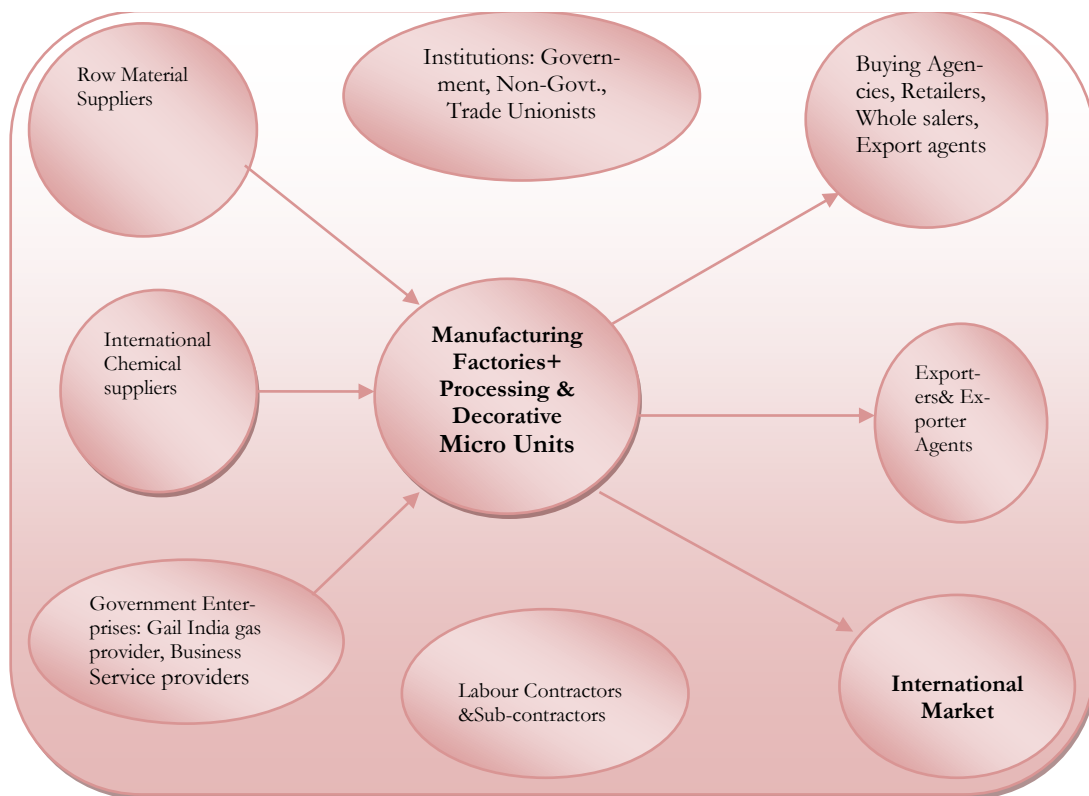 Row Material
Suppliers
Institutions: Govern-
ment, Non-Govt.,
Trade Unionists
Buying Agen-
cies, Retailers,
Whole salers,
Export agents
International
Chemical
suppliers
Manufacturing
Factories+
Processing &
Decorative
Micro Units
Export-
ers& Ex-
porter
Agents
Government Enter-
prises: Gail India gas
provider, Business
Service providers
Labour Contractors
&Sub-contractors
International
Market